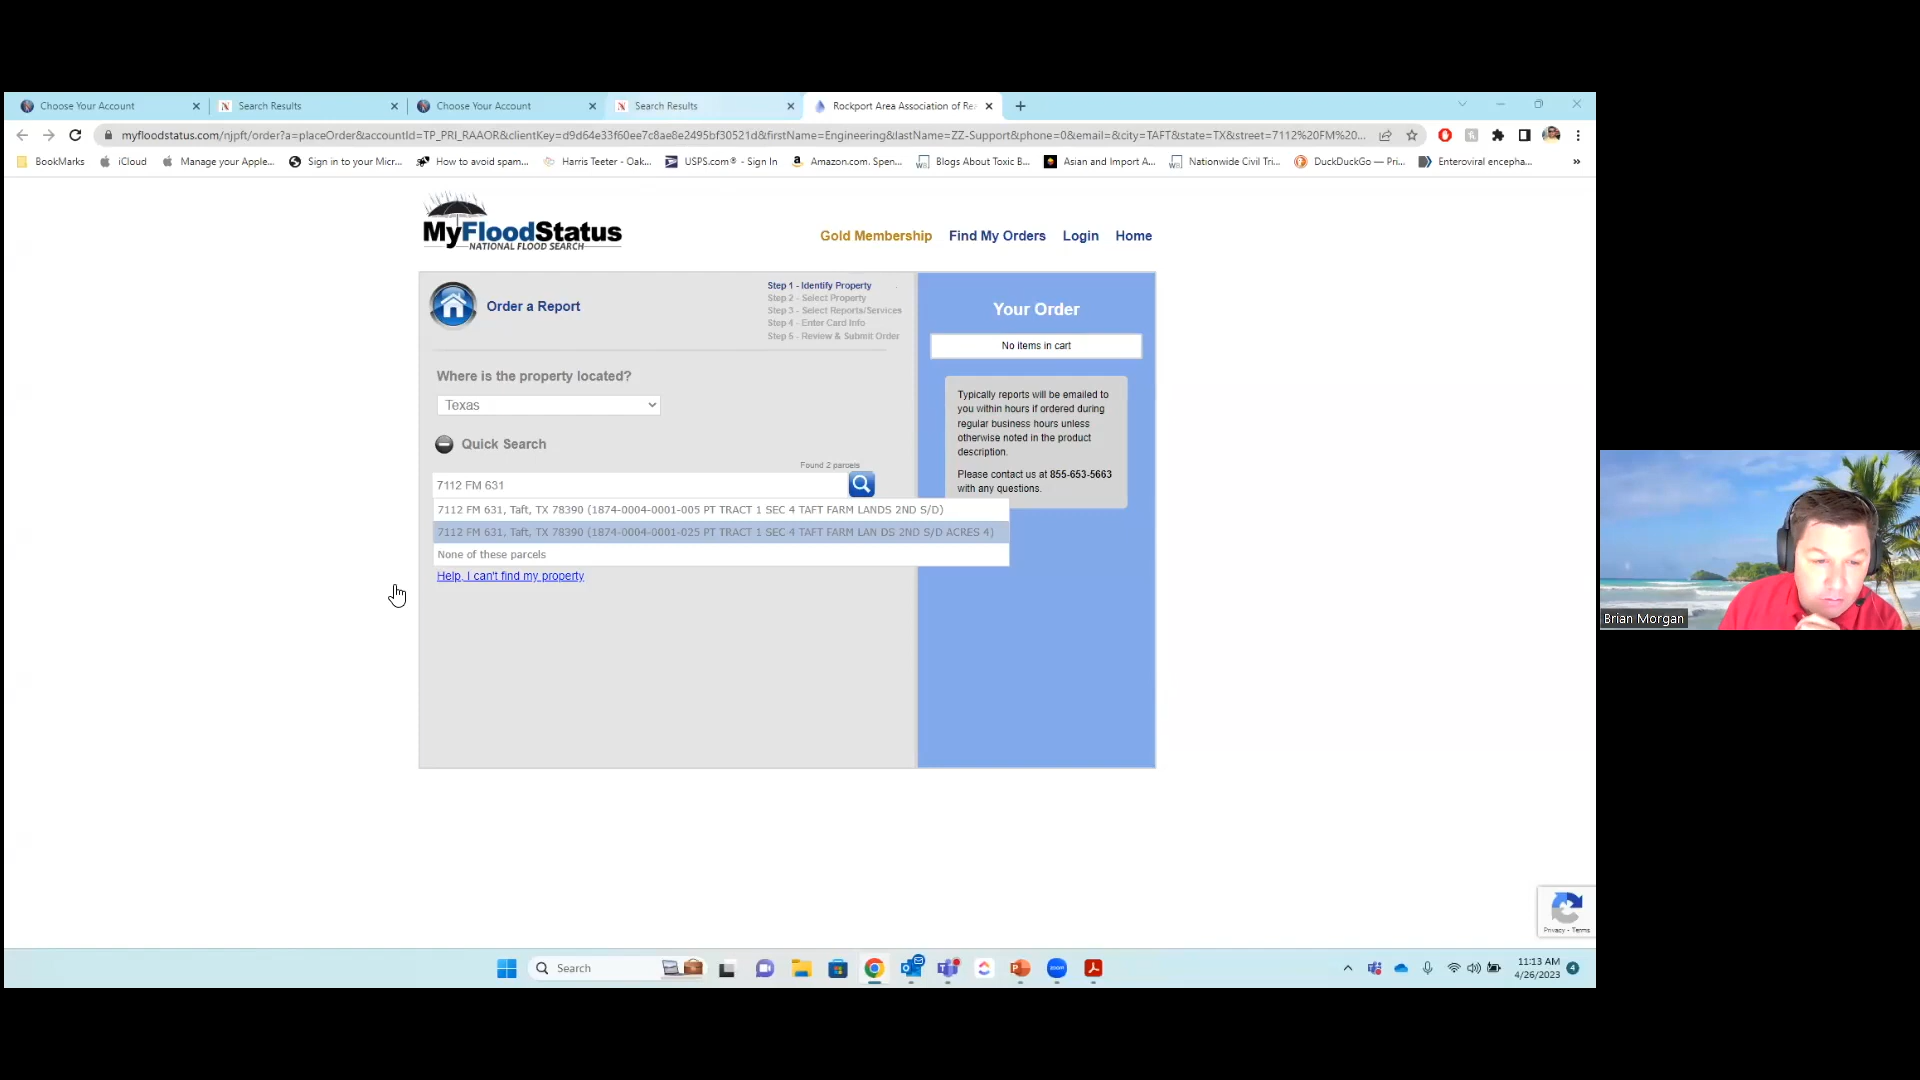 Choose Your Account
Search Results
Choose Your Account
Search Results
Rockport Area Association of Re
myfloodstatus.com/njpft/order?a=placeOrder&accountId=TP_PRI_RAAOR&clientKey=d9d64e33f60ee7c8ae8e2495bf30521d&firstName=Engineering&lastName=ZZ-Support&phone=0&email=&city=TAFT&state=TX&street=7112%20FM%20...
BookMarks
iCloud
Manage your Apple...
Sign in to your Micr...
How to avoid spam...
Harris Teeter - Oak...
USPS.com® - Sign In
Amazon.com. Spen...
Blogs About Toxic B...
Asian and Import A...
Nationwide Civil Tri...
DuckDuckGo — Pri...
Enteroviral encepha...
»
MyFloodStatus
NATIONAL FLOOD SEARCH
Gold Membership
Find My Orders
Login
Home
Order a Report
Step 1 - Identify Property
Step 2 - Select Property
Step 3 - Select Reports/Services
Step 4 - Enter Card Info
Step 5 - Review & Submit Order
Where is the property located?
Texas
Quick Search
Found 2 parcels
7112 FM 631
7112 FM 631, Taft, TX 78390 (1874-0004-0001-005 PT TRACT 1 SEC 4 TAFT FARM LANDS 2ND S/D)
7112 FM 631, Taft, TX 78390 (1874-0004-0001-025 PT TRACT 1 SEC 4 TAFT FARM LAN DS 2ND S/D ACRES 4)
None of these parcels
Help, I can't find my property
Your Order
No items in cart
Typically reports will be emailed to
you within hours if ordered during
regular business hours unless
otherwise noted in the product
description.
Please contact us at 855-653-5663
with any questions.
Privacy - Terms
Search
11:13 AM
4/26/2023
4
Brian Morgan